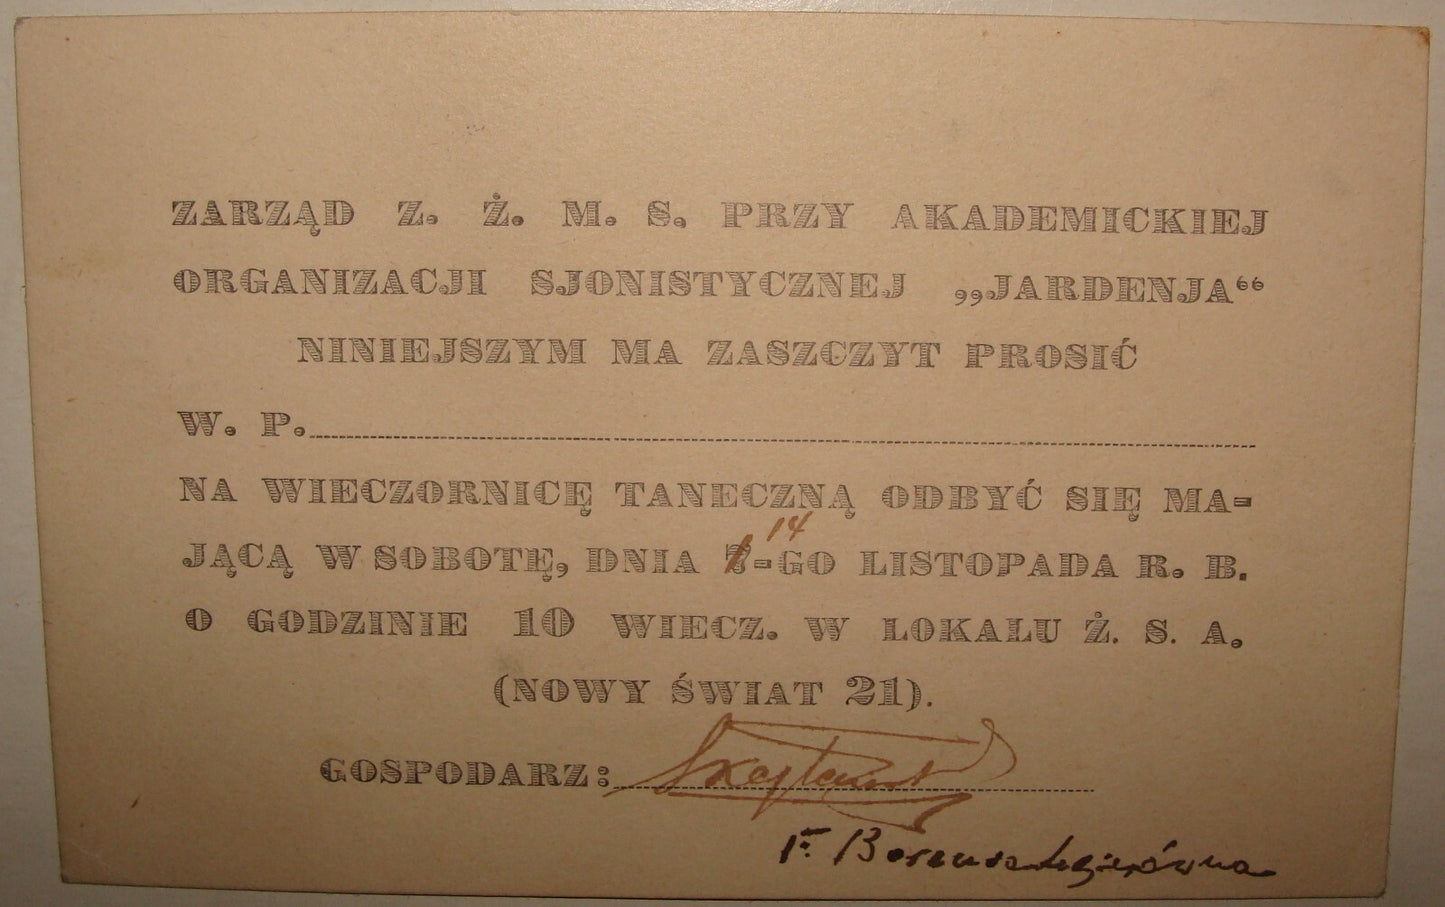 ZARZĄD Z. Ż. M. S. PRZY AKADEMICKIEJ
ORGANIZACJI SJONISTYCZNEJ „JARDENJA“
NINIEJSZYM MA ZASZCZYT PROSIĆ
W. P.
NA WIECZORNICĘ TANECZNĄ ODBYĆ SIĘ MA-
14
JĄCĄ W SOBOTĘ, DNIA 7-GO LISTOPADA R. B.
O GODZINIE 10 WIECZ. W LOKALU Ż. S. A.
(NOWY ŚWIAT 21).
GOSPODARZ:
F.